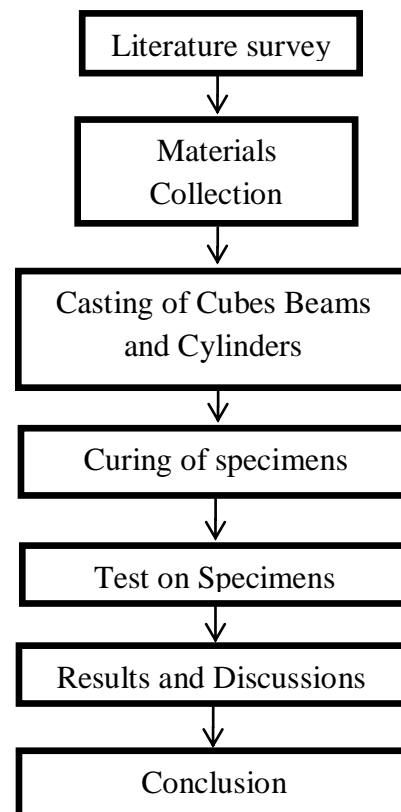 Literature survey
Materials
Collection
Casting of Cubes Beams
and Cylinders
Curing of specimens
Test on Specimens
Results and Discussions
Conclusion